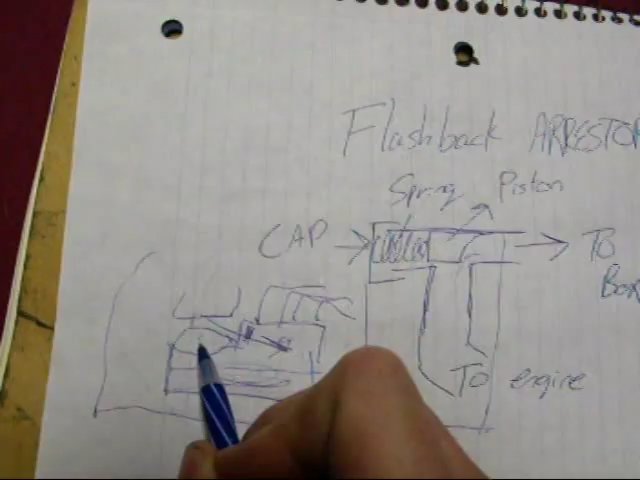 Flashback ARRESTOR
Spring Piston
CAP
To
Box
To engine